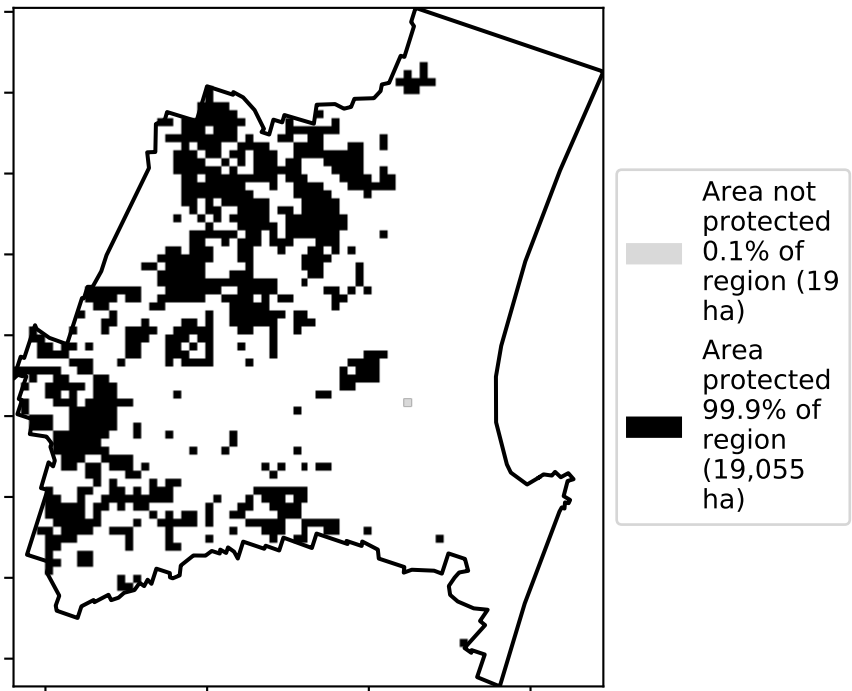 Area not
protected
0.1% of
region (19
ha)
Area
protected
99.9% of
region
(19,055
ha)